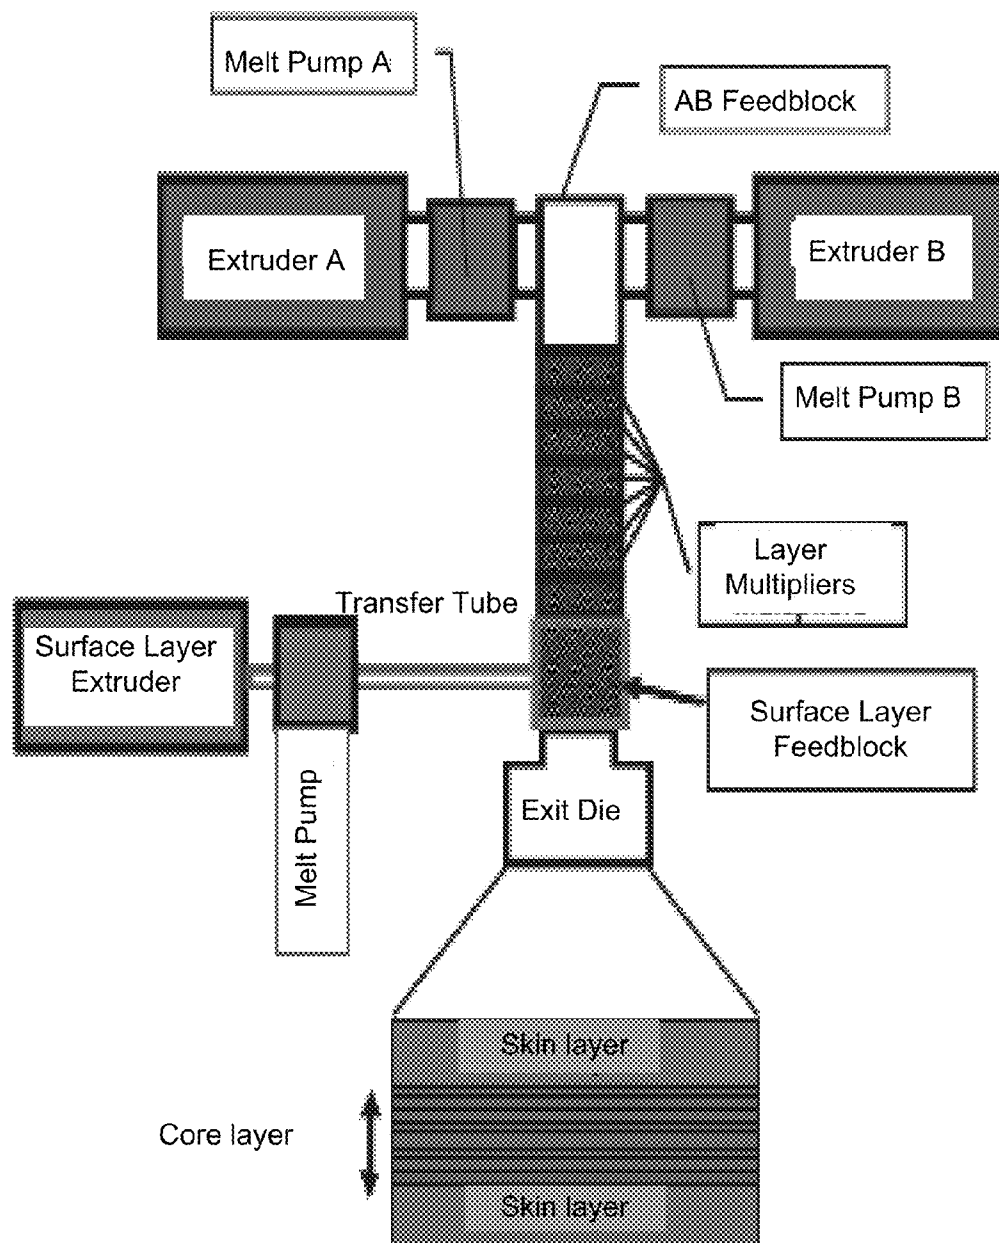 Melt Pump A
AB Feedblock
Extruder A
Extruder B
Melt Pump B
Layer
Multipliers
Transfer Tube
Surface Layer
Extruder
Surface Layer
Feedblock
Melt Pump
Exit Die
Skin layer
Core layer
Skin layer